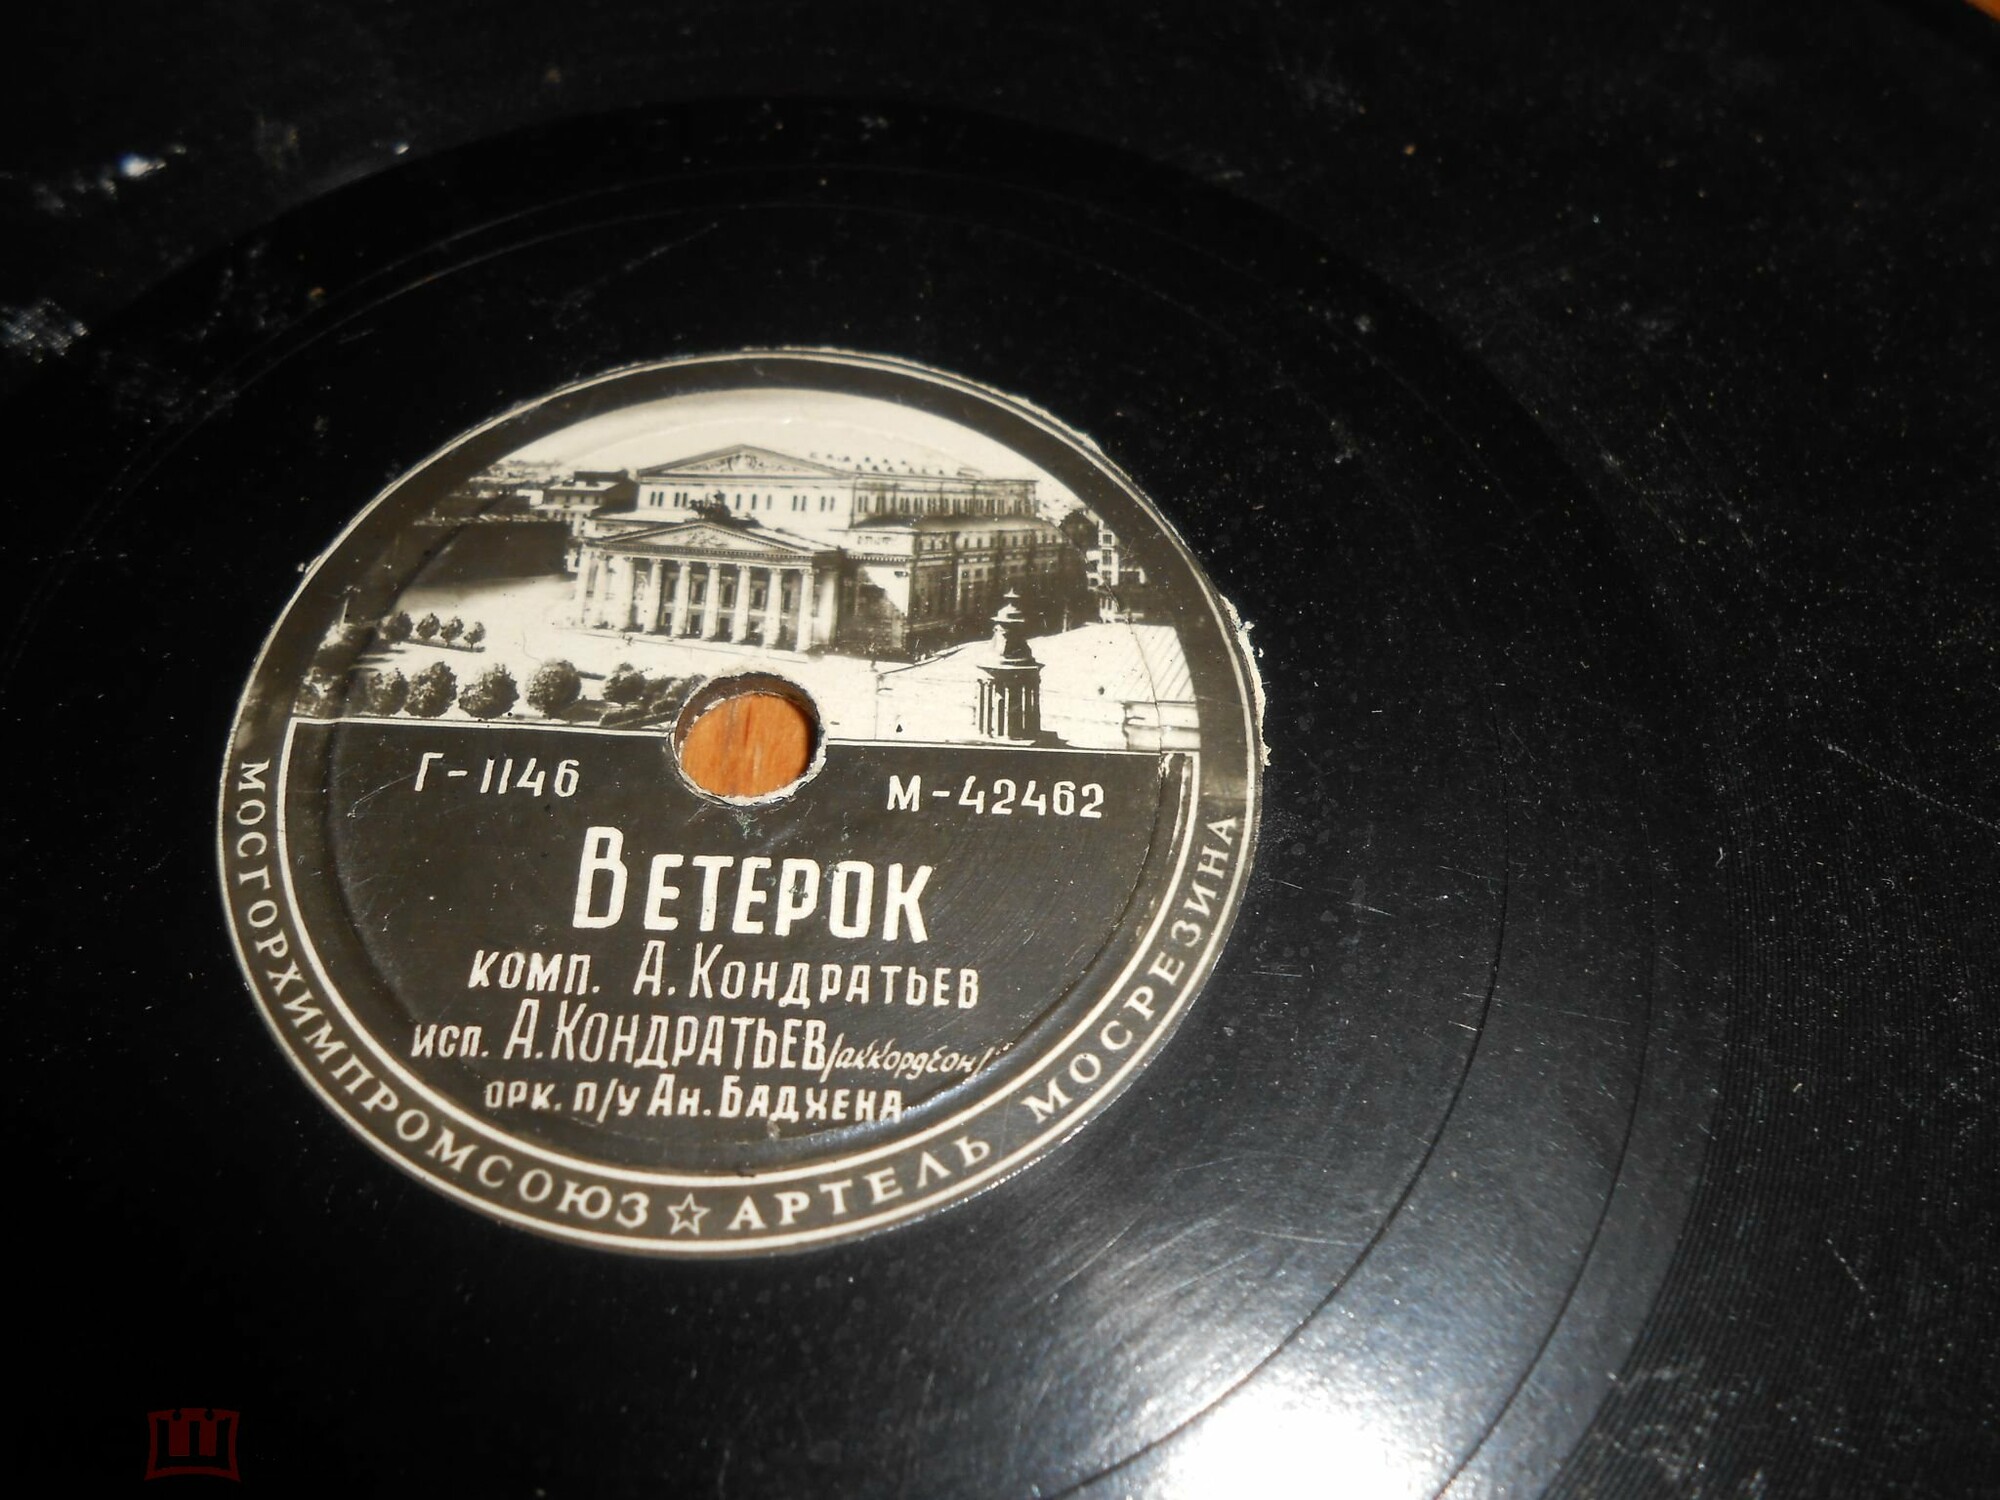 Г-1146
М-42462
Ветерок
комп. А. Кондратьев
исп. А. Кондратьев /аккордеон/
орк. п/у Ан. Бадхена
МОСГОРХИМПРОМСОЮЗ ☆ АРТЕЛЬ МОСРЕЗИНА